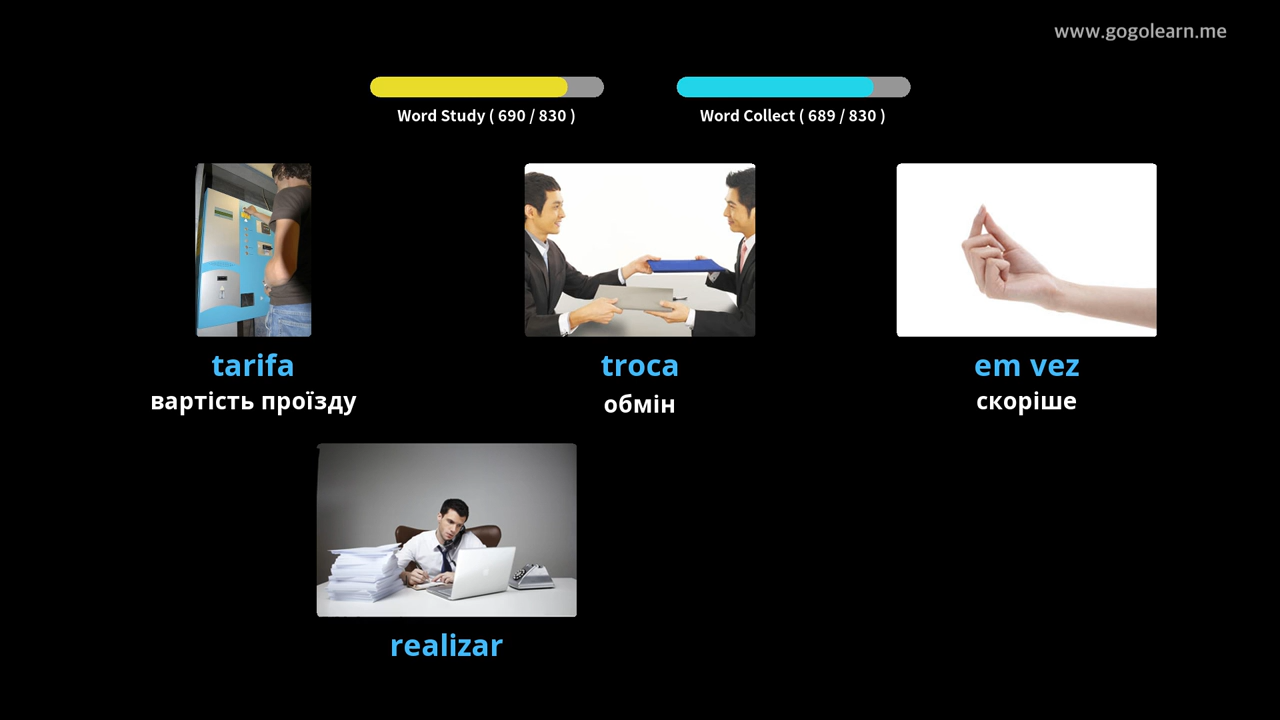 www.gogolearn.me
Word Study ( 690 / 830 )
Word Collect ( 689 / 830 )
tarifa
вартість проїзду
troca
обмін
em vez
скоріше
realizar